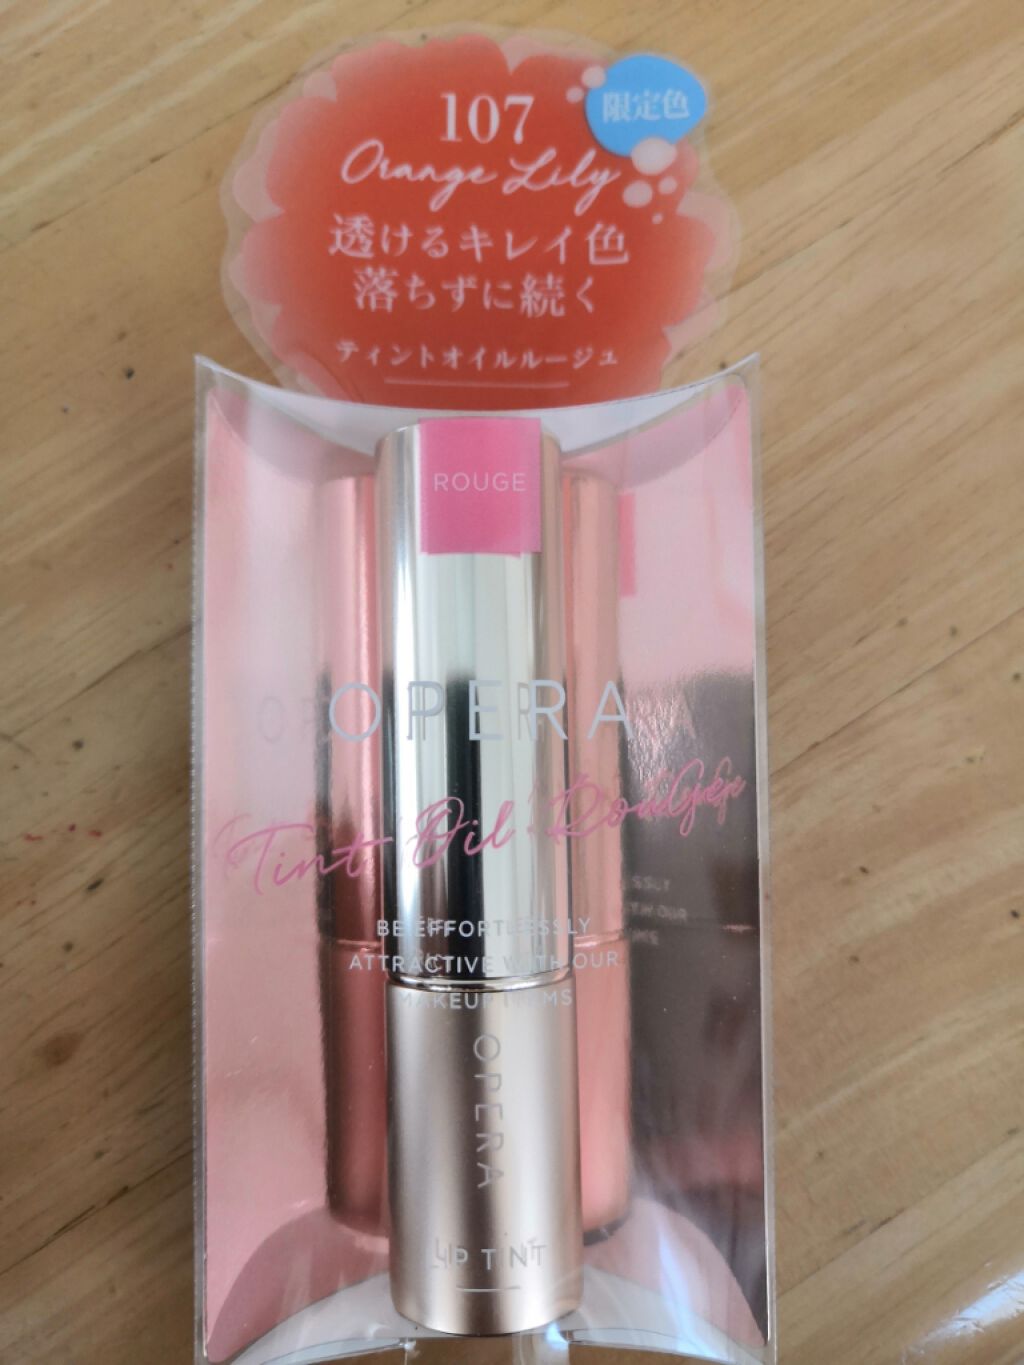 107
限定色
Orange Lily
透けるキレイ色
落ちずに続く
ティントオイルルージュ
ROUGE
OPERA
Tint Oil Rouge
BE EFFORTLESSLY
ATTRACTIVE WITH OUR
MAKEUP ITEMS
OPERA
LIP TINT